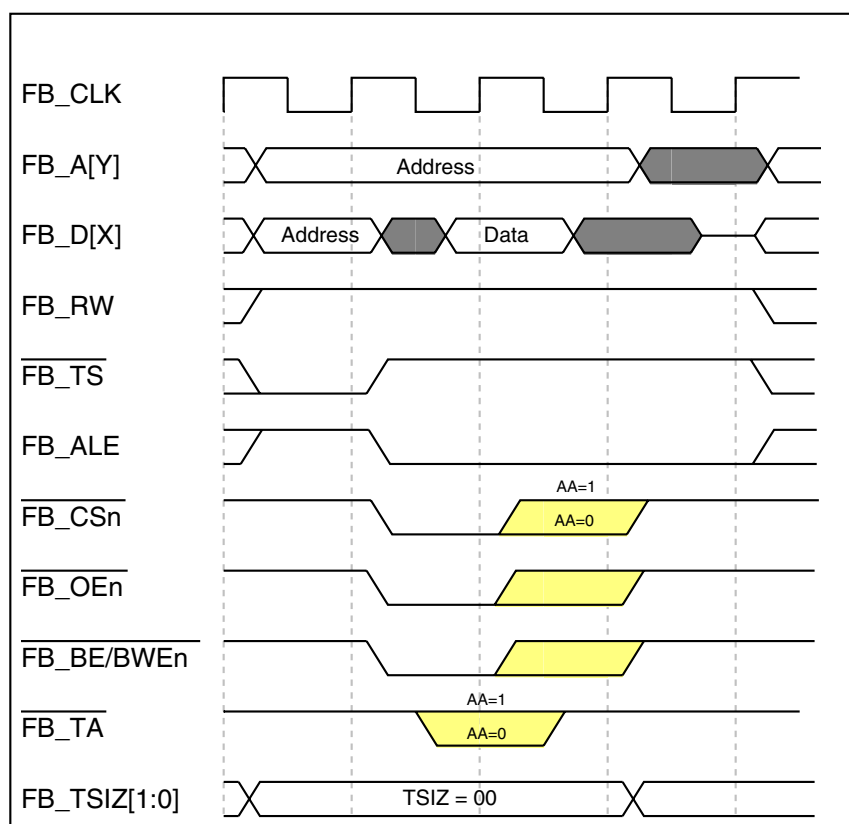 FB_CLK
FB_A[Y]
Address
FB_D[X]
Address
Data
FB_RW
FB_TS
FB_ALE
AA=1
FB_CSn
AA=0
FB_OEn
FB_BE/BWEn
AA=1
FB_TA
AA=0
FB_TSIZ[1:0]
TSIZ = 00